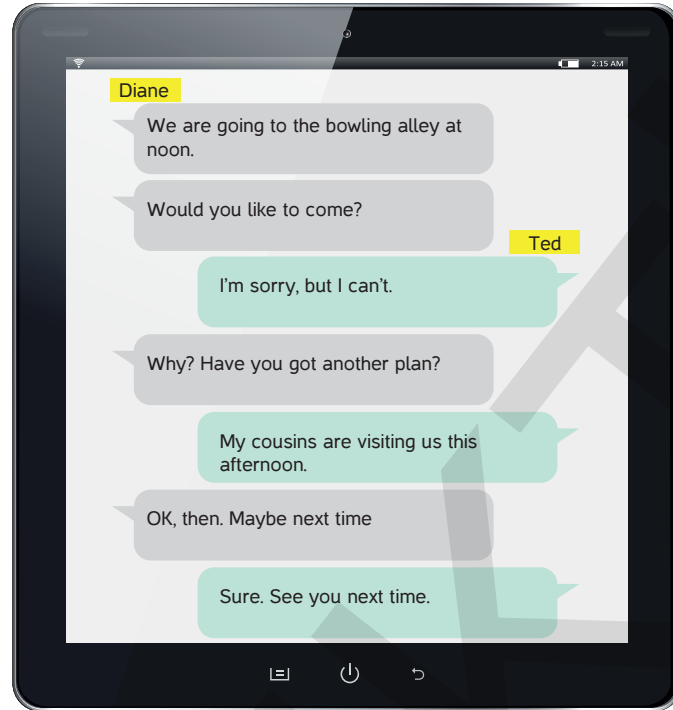 2:15 AM
Diane
We are going to the bowling alley at
noon.
Would you like to come?
Ted
I'm sorry, but I can't.
Why? Have you got another plan?
My cousins are visiting us this
afternoon.
OK, then. Maybe next time
Sure. See you next time.